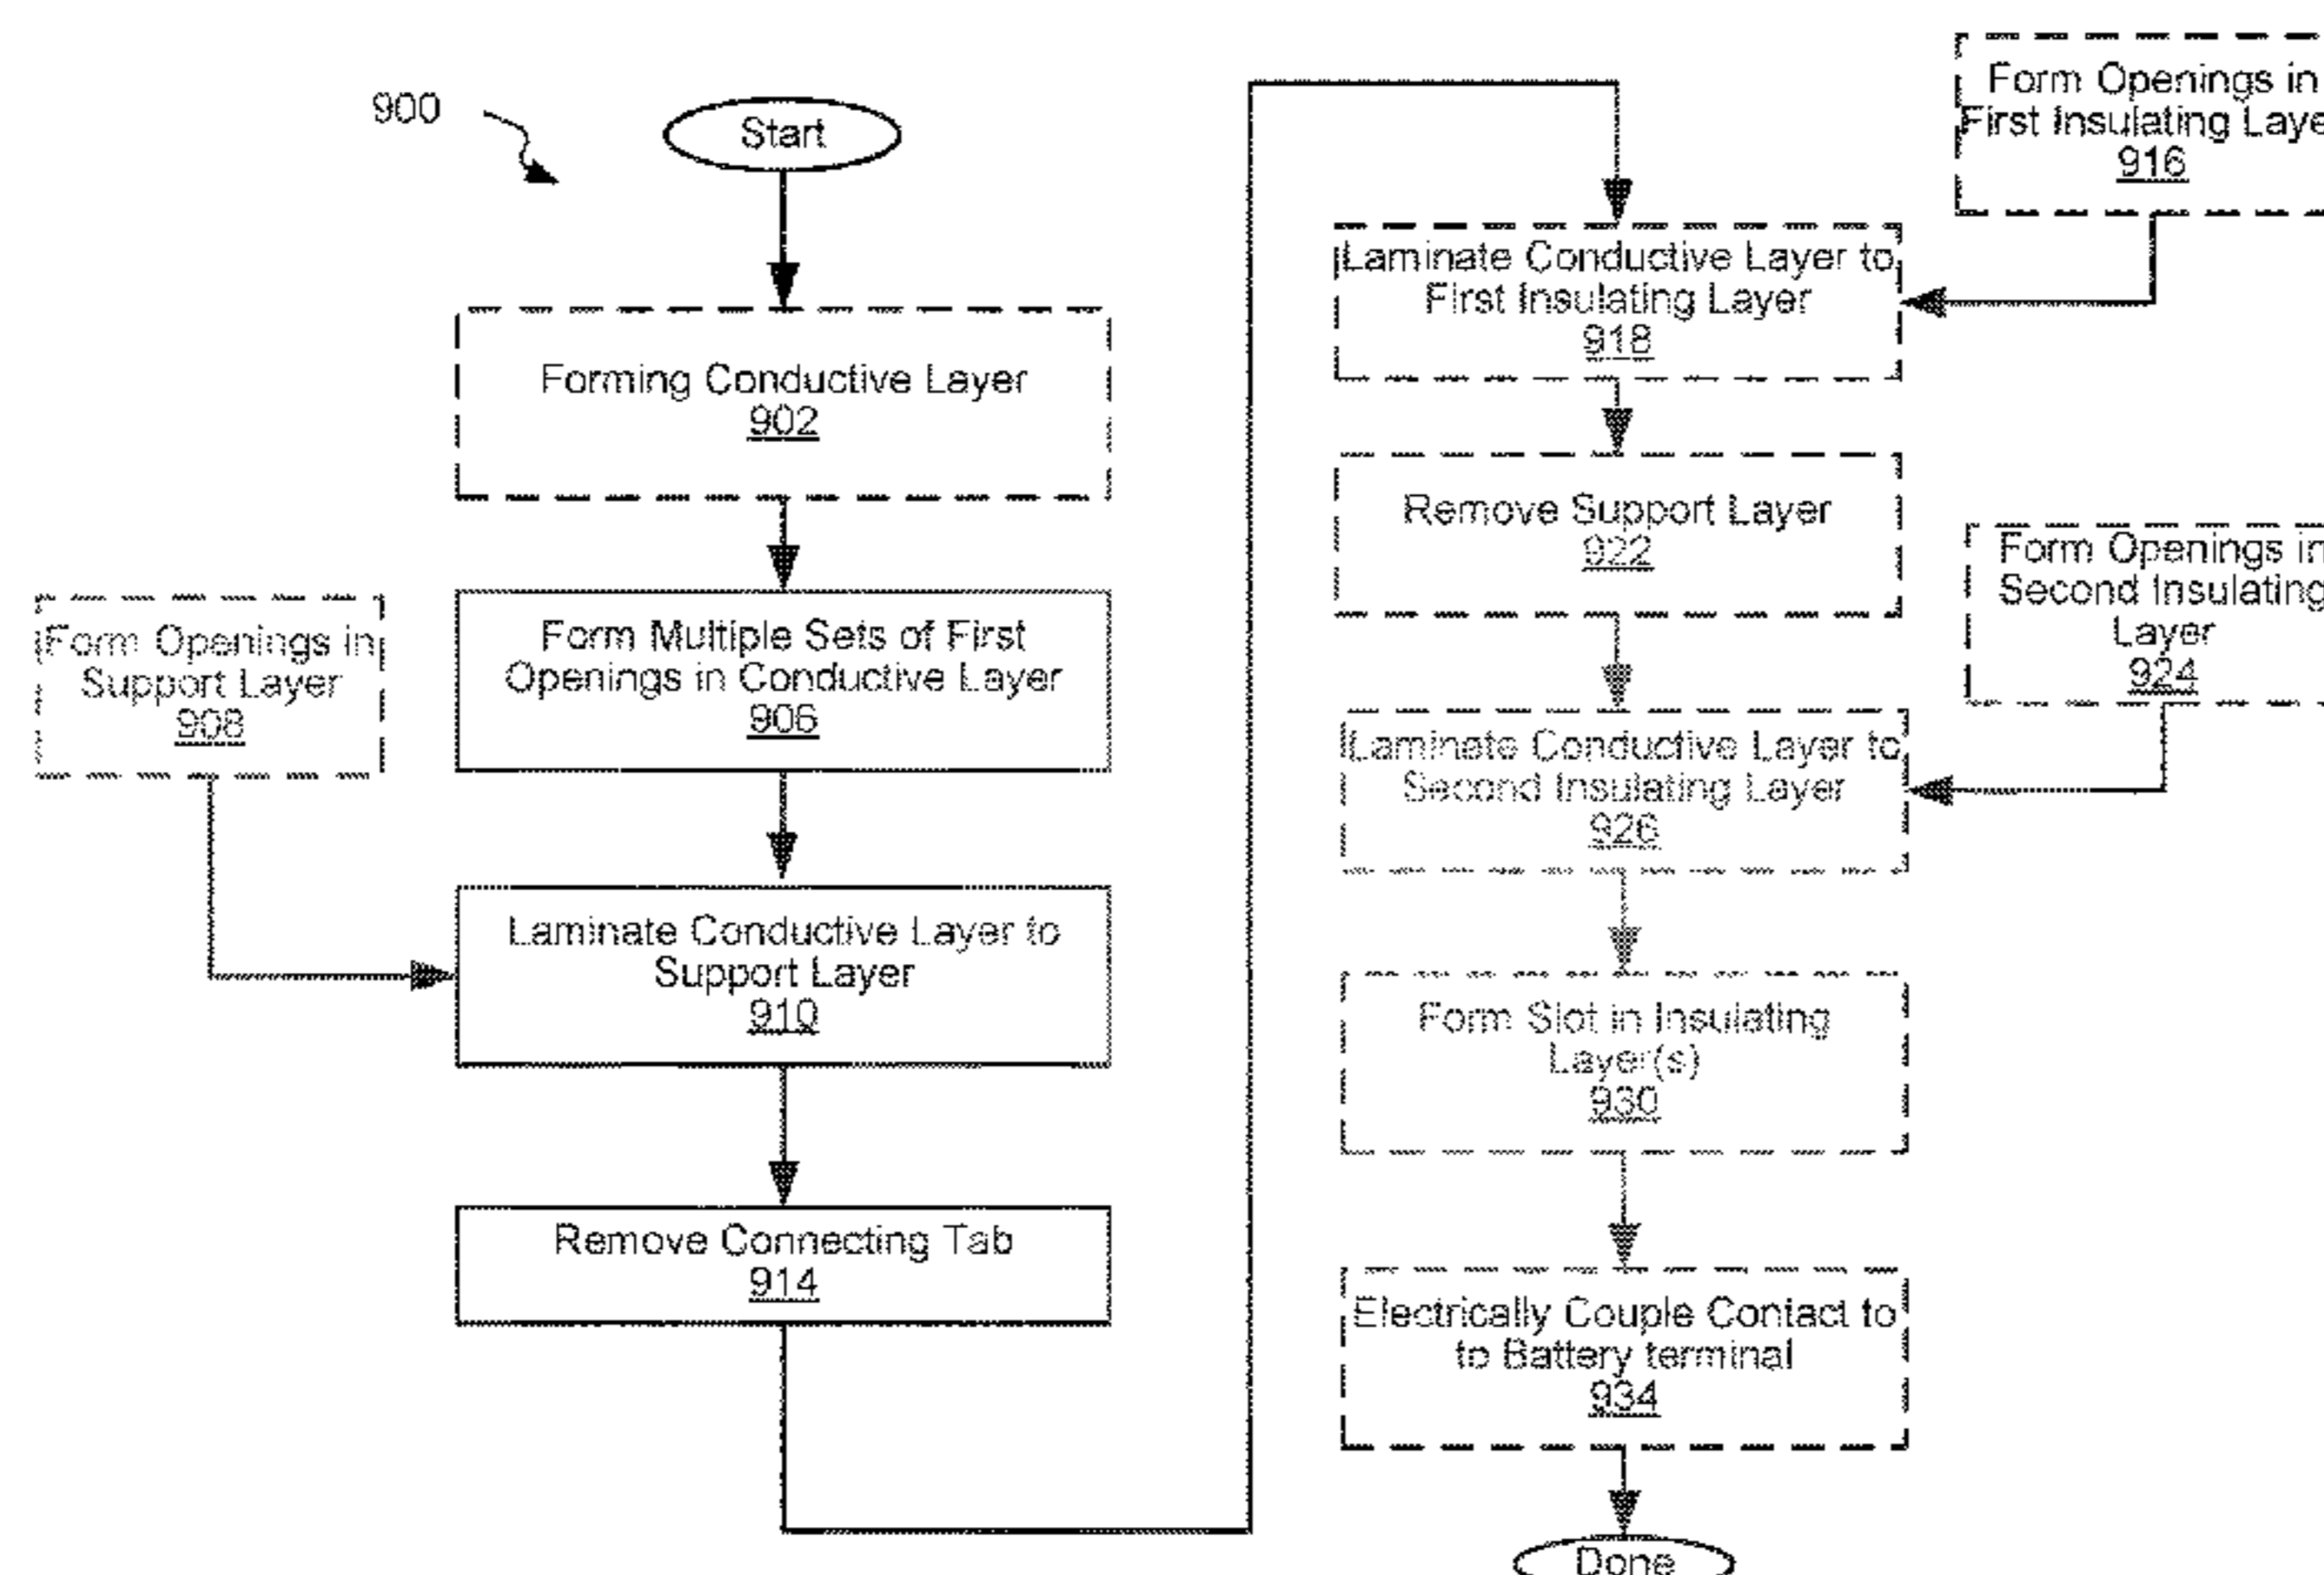 900
Start
Forming Conductive Layer
902
Form Multiple Sets of First
Openings in Conductive Layer
906
Form Openings in
Support Layer
908
Laminate Conductive Layer to
Support Layer
910
Remove Connecting Tab
914
Form Openings in
First Insulating Laye
916
Laminate Conductive Layer to
First Insulating Layer
918
Remove Support Layer
922
Form Openings in
Second Insulating
Layer
924
Laminate Conductive Layer to
Second Insulating Layer
926
Form Slot in Insulating
Layer(s)
930
Electrically Couple Contact to
to Battery terminal
934
Done